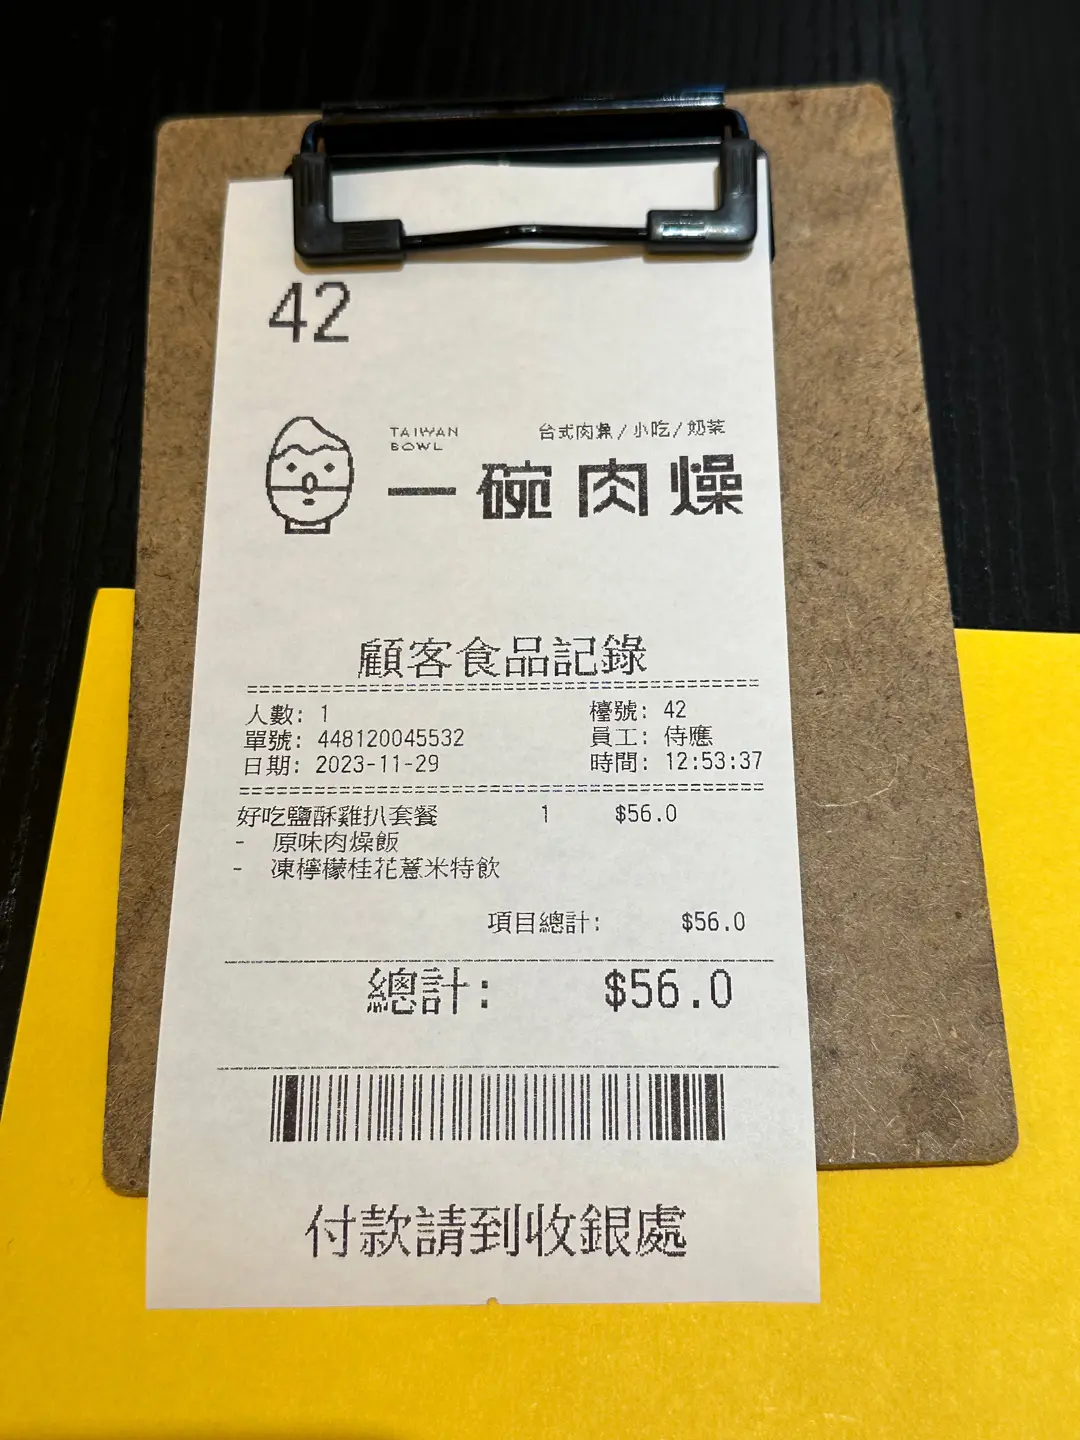 42
TAIWAN BOWL
台式肉燥/小吃/奶茶
一碗肉燥
顧客食品記錄
人數: 1 檯號: 42
單號: 448120045532 員工: 侍應
日期: 2023-11-29 時間: 12:53:37
好吃鹽酥雞扒套餐 1 $56.0
- 原味肉燥飯
- 凍檸檬桂花薏米特飲
項目總計: $56.0
總計: $56.0
付款請到收銀處